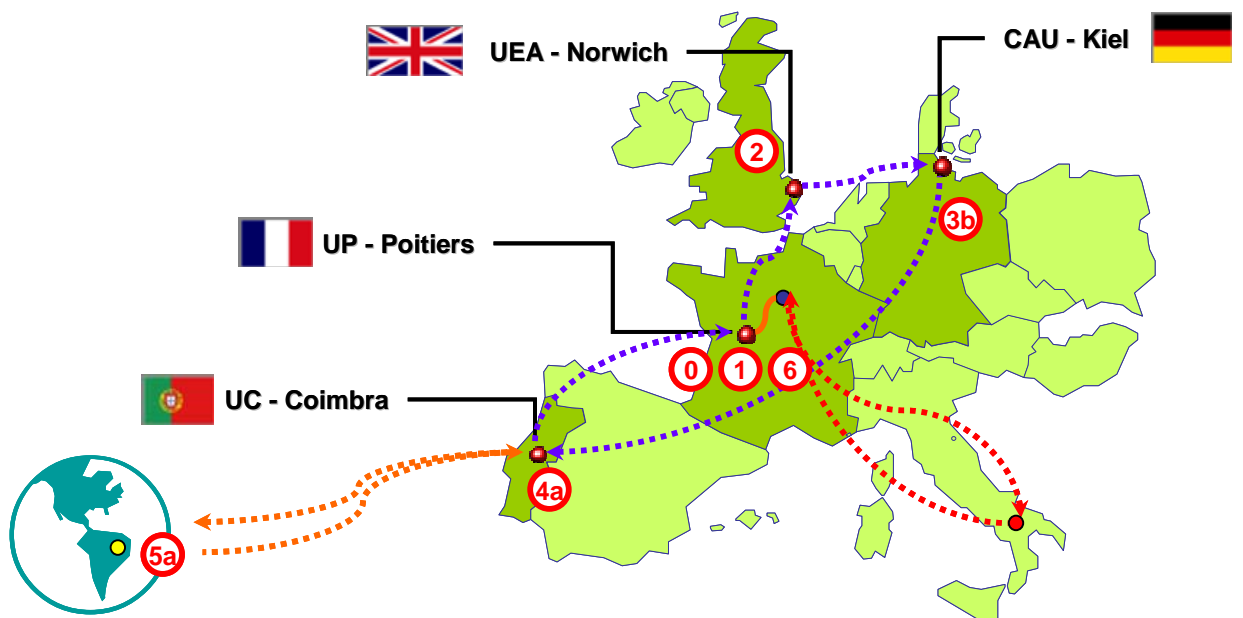 UEA - Norwich
CAU - Kiel
2
3b
UP - Poitiers
0
1
6
UC - Coimbra
4a
5a